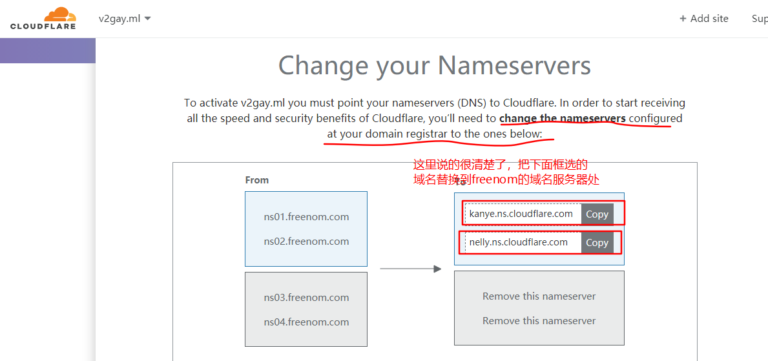 CLOUDFLARE
v2gay.ml
+ Add site
Sup
Change your Nameservers
To activate v2gay.ml you must point your nameservers (DNS) to Cloudflare. In order to start receiving
all the speed and security benefits of Cloudflare, you'll need to change the nameservers configured
at your domain registrar to the ones below:
这里说的很清楚了，把下面框选的
域名替换到freenom的域名服务器处
From
To
ns01.freenom.com
ns02.freenom.com
kanye.ns.cloudflare.com Copy
nelly.ns.cloudflare.com Copy
ns03.freenom.com
ns04.freenom.com
Remove this nameserver
Remove this nameserver